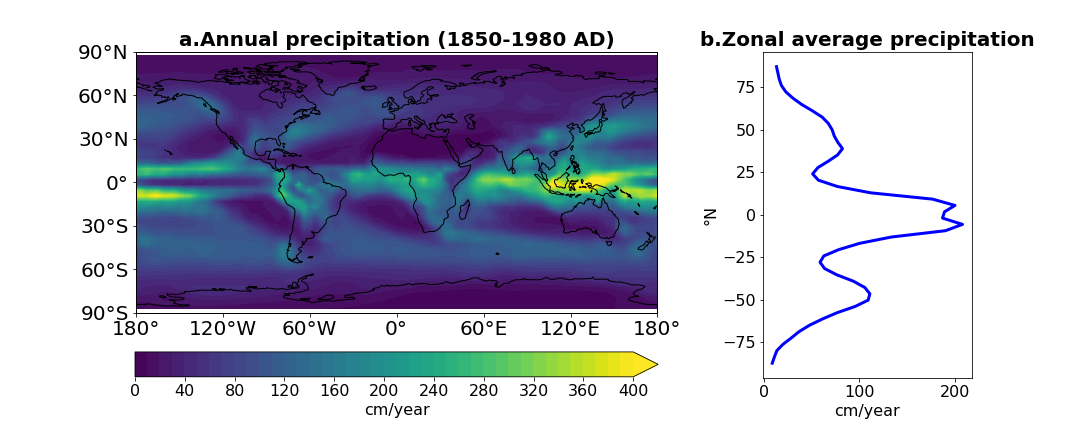 a.Annual precipitation (1850-1980 AD)
90°N
60°N
30°N
0°
30°S
60°S
90°S
180° 120°W 60°W 0° 60°E 120°E 180°
0 40 80 120 160 200 240 280 320 360 400
cm/year
b.Zonal average precipitation
°N
75
50
25
0
−25
−50
−75
0 100 200
cm/year